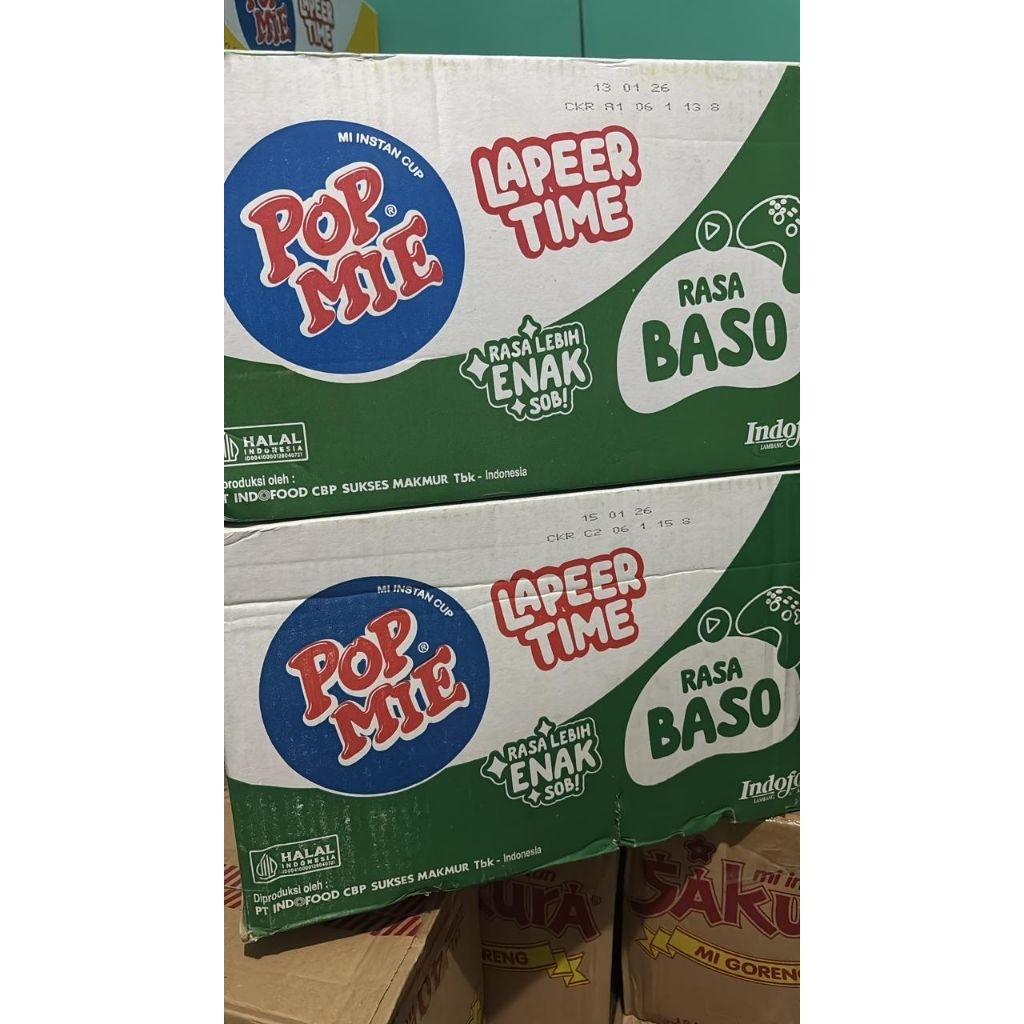 POP MIE
LAPEER
TIME
13 01 26
CKR A1 06 1 13 8
MI INSTAN CUP
POP
MIE
®
LAPEER
TIME
RASA
BASO
RASA LEBIH
ENAK
SOB!
HALAL
INDONESIA
PT INDOFOOD CBP SUKSES MAKMUR Tbk - Indonesia
LAMBANG
15 01 26
CKR C2 06 1 15 8
MI INSTAN CUP
POP
MIE
®
LAPEER
TIME
RASA
BASO
RASA LEBIH
ENAK
SOB!
HALAL
INDONESIA
Diproduksi oleh :
PT INDOFOOD CBP SUKSES MAKMUR Tbk - Indonesia
LAMBANG
SAKURA
MI GORENG